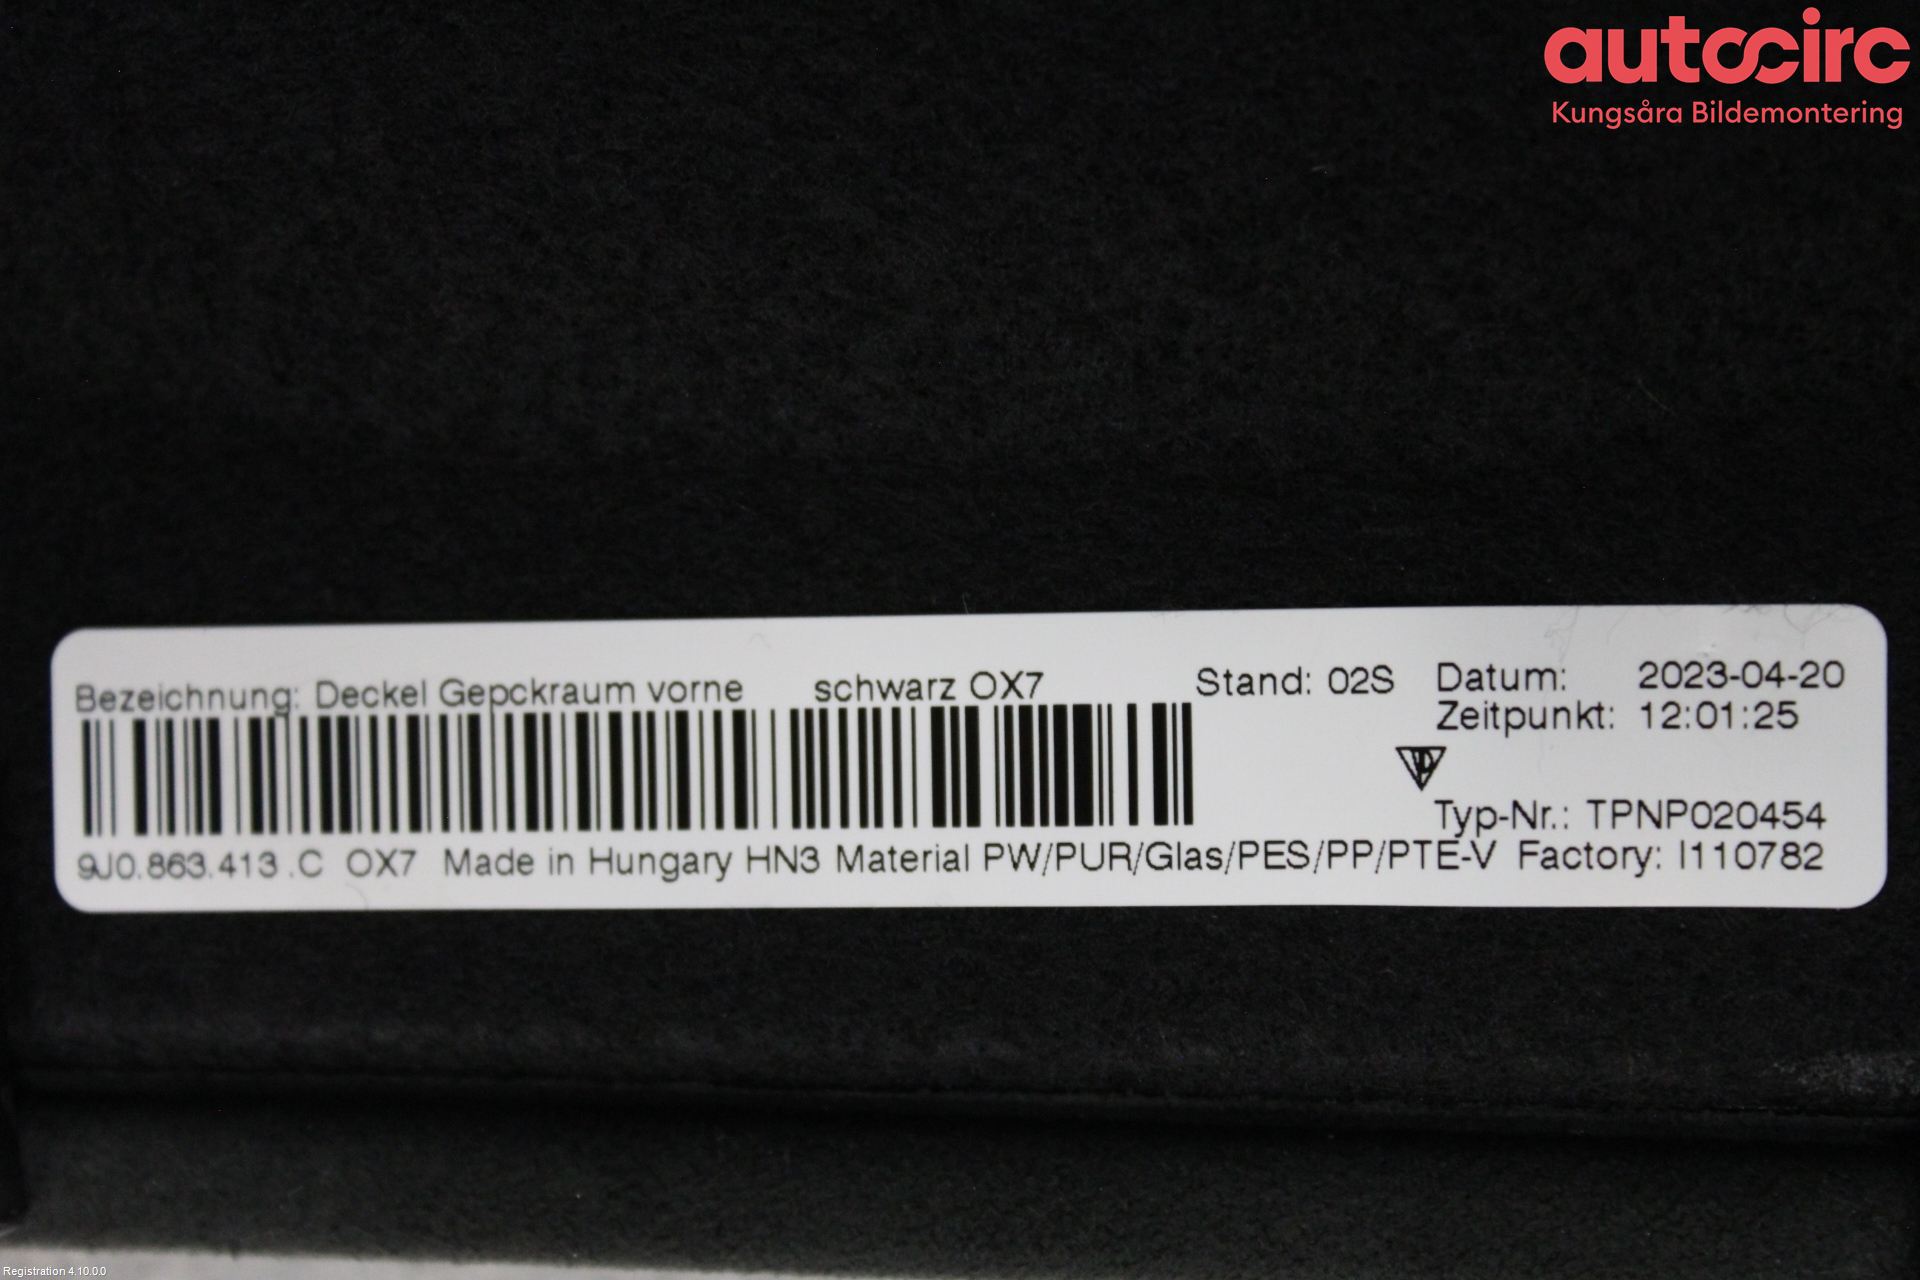 autocirc
Kungsåra Bildemontering
Bezeichnung: Deckel Gepckraum vorne schwarz OX7 Stand: 02S Datum: 2023-04-20
Zeitpunkt: 12:01:25
Typ-Nr.: TPNP020454
9J0.863.413.C OX7 Made in Hungary HN3 Material PW/PUR/Glas/PES/PP/PTE-V Factory: I110782
Registration 4.10.0.0